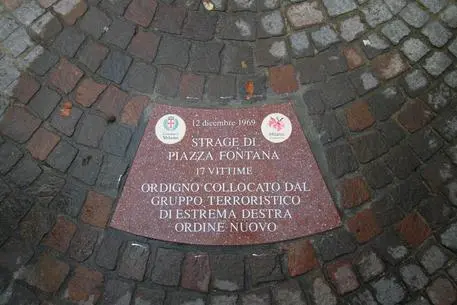 12 dicembre 1969
STRAGE DI
PIAZZA FONTANA
17 VITTIME
ORDIGNO COLLOCATO DAL
GRUPPO TERRORISTICO
DI ESTREMA DESTRA
ORDINE NUOVO
Milano